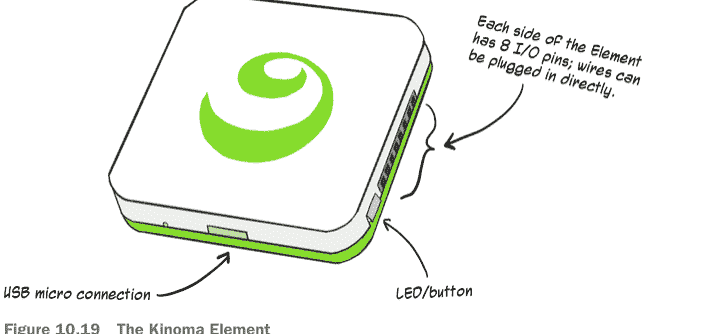 Each side of the Element
has 8 I/O pins; wires can
be plugged in directly.
USB micro connection
LED/button
Figure 10.19 The Kinoma Element